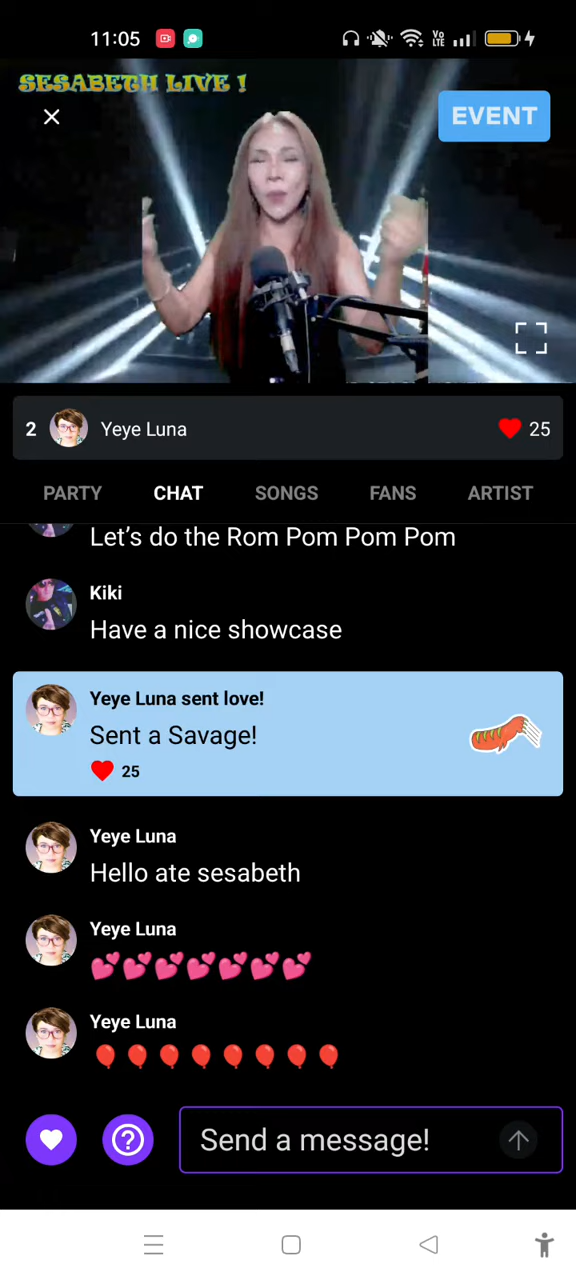 11:05
Vo
LTE
SESABETH LIVE !
EVENT
2 Yeye Luna 25
PARTY CHAT SONGS FANS ARTIST
Let’s do the Rom Pom Pom Pom
Kiki
Have a nice showcase
Yeye Luna sent love!
Sent a Savage!
25
Yeye Luna
Hello ate sesabeth
Yeye Luna
💕💕💕💕💕💕💕
Yeye Luna
🎈🎈🎈🎈🎈🎈🎈🎈
Send a message!